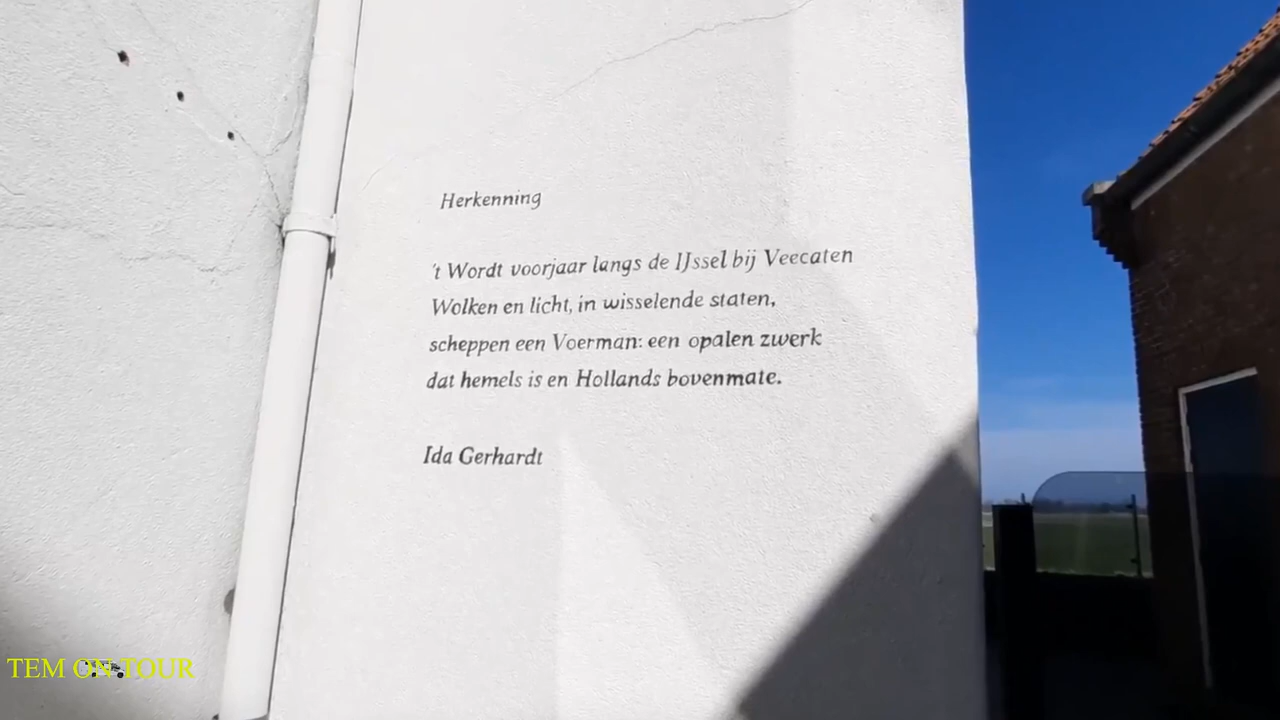 Herkenning
't Wordt voorjaar langs de IJssel bij Veecaten
Wolken en licht, in wisselende staten,
scheppen een Voerman: een opalen zwerk
dat hemels is en Hollands bovenmate.
Ida Gerhardt
TEM ON TOUR